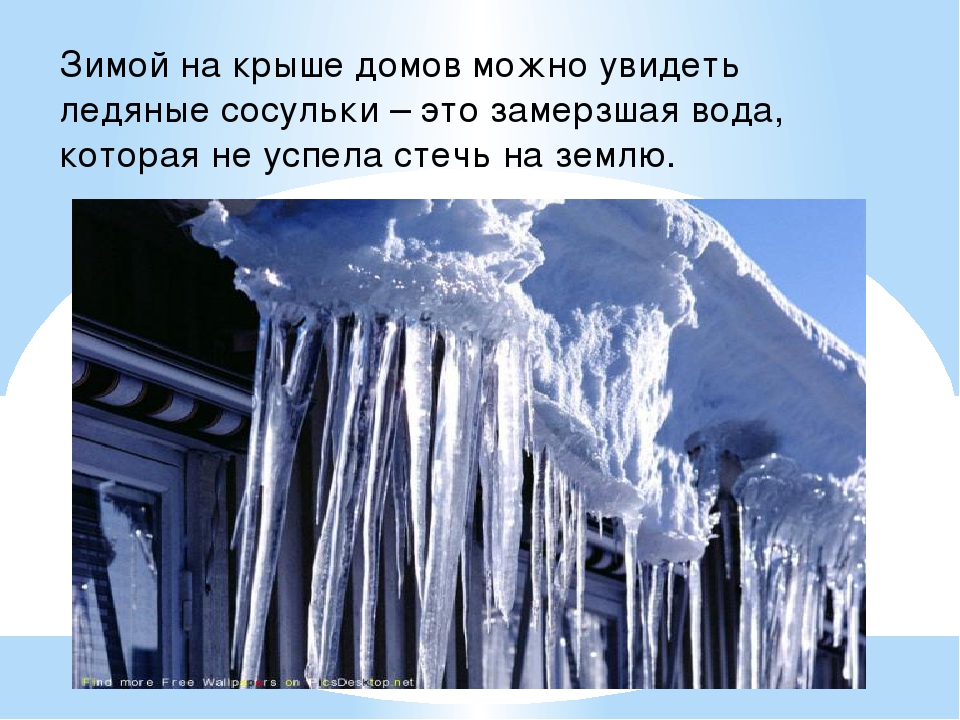 Зимой на крыше домов можно увидеть
ледяные сосульки – это замерзшая вода,
которая не успела стечь на землю.
Find more Free Wallpapers on PicsDesktop.net